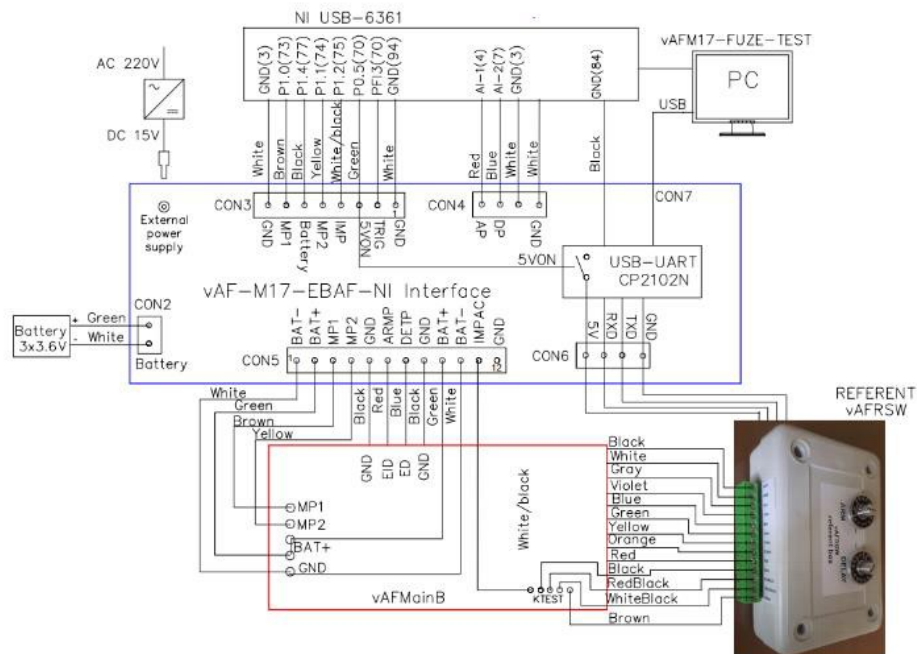 NI USB-6361
vAFM17-FUZE-TEST
AC 220V
DC 15V
GND(3)
P1.0(73)
P1.4(77)
P1.1(74)
P1.2(75)
P0.5(70)
PFI3(70)
GND(94)
AI-1(4)
AI-2(7)
GND(3)
GND(84)
PC
USB
White
Brown
Black
Yellow
White/black
Green
White
Red
Blue
White
White
Black
CON3
GND
MP1
Battery
MP2
IMP
5VON
TRIG
GND
1
CON4
AP
DP
GND
CON7
External
power
supply
5VON
USB-UART
CP2102N
vAF-M17-EBAF-NI Interface
CON2
Battery
3x3.6V
+ Green
- White
Battery
BAT-
BAT+
MP1
MP2
GND
ARMP
DETP
GND
BAT+
BAT-
IMPAC
GND
CON5
1
12
5V
RXD
TXD
GND
CON6
REFERENT
vAFRSW
White
Green
Brown
Yellow
Black
Red
Blue
Black
Green
White
GND
EID
ED
GND
MP1
MP2
BAT+
GND
White/black
vAFMainB
KTEST
Black
White
Gray
Violet
Blue
Green
Yellow
Orange
Red
Black
RedBlack
WhiteBlack
Brown
ARM
vAFRSW
referent box
DELAY